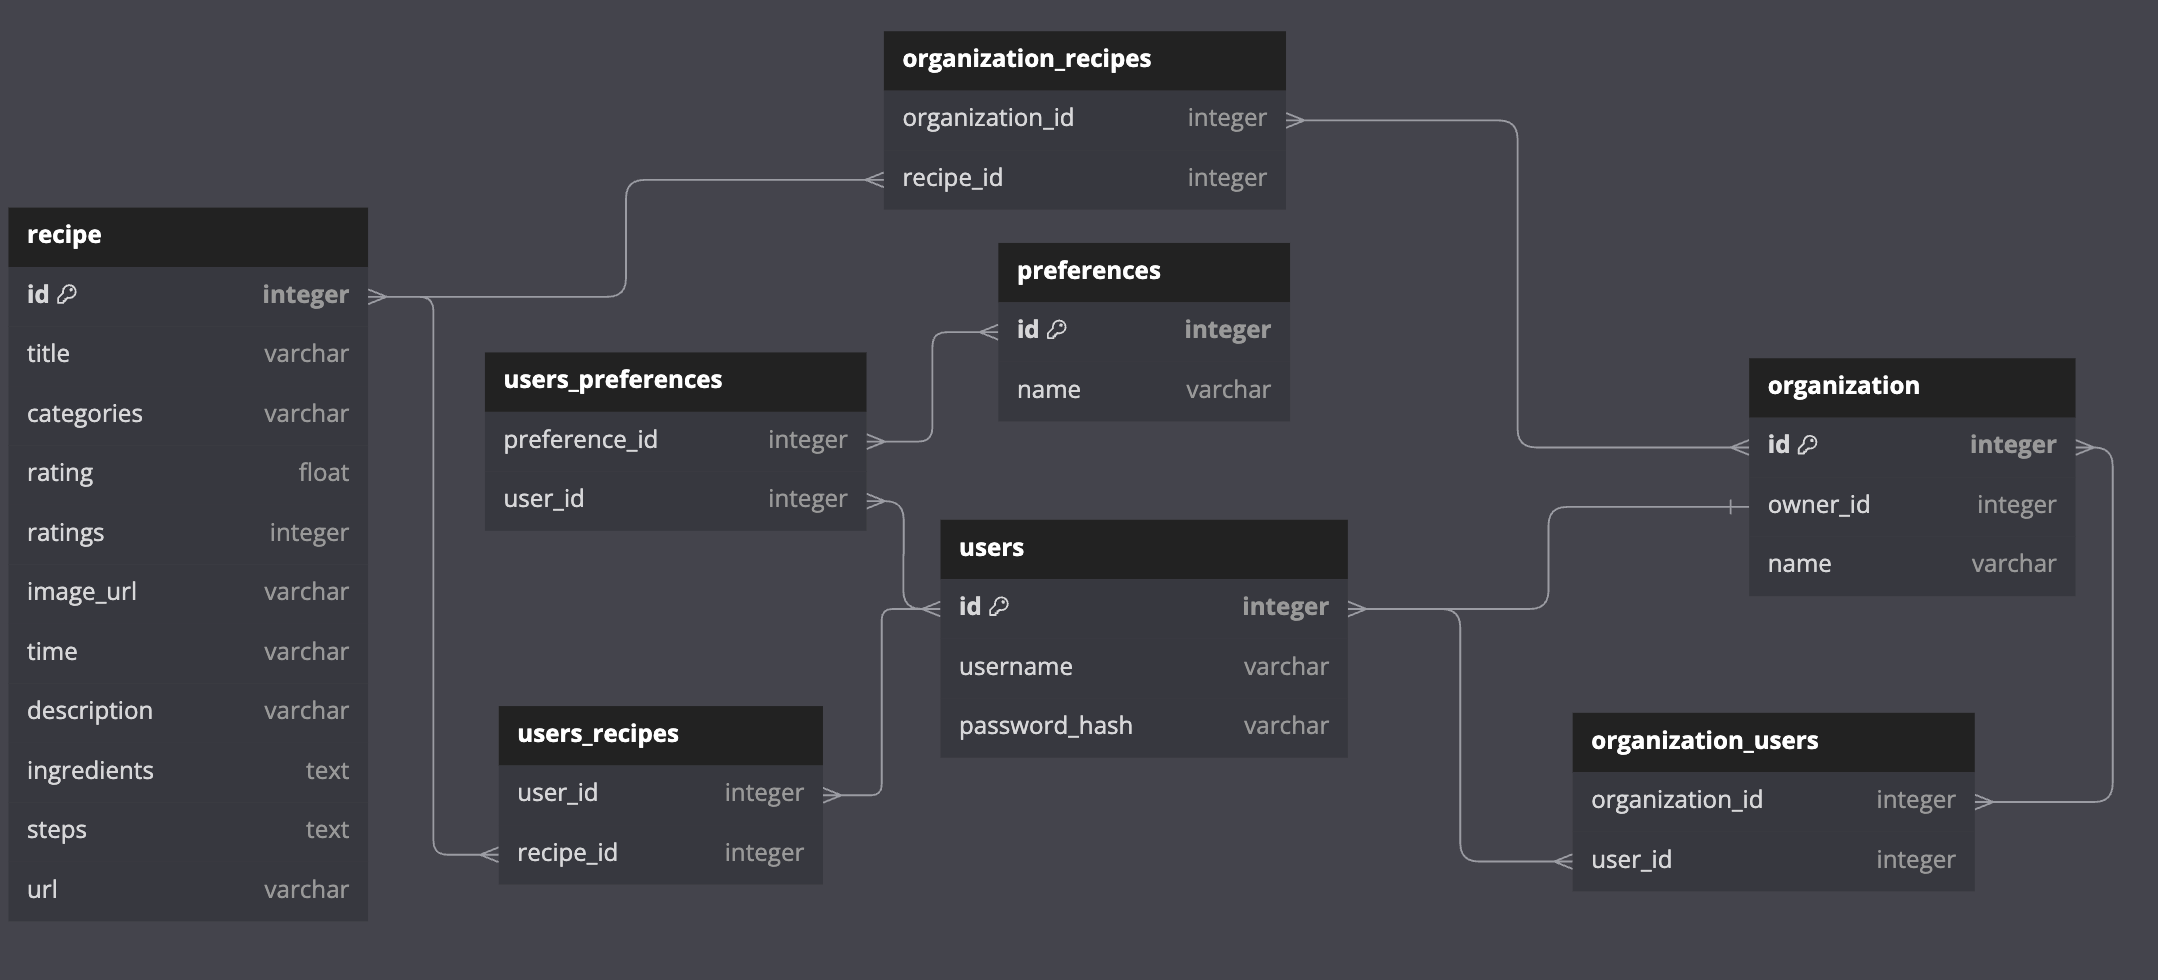 organization_recipes
organization_id integer
recipe_id integer
recipe
id integer
title varchar
categories varchar
rating float
ratings integer
image_url varchar
time varchar
description varchar
ingredients text
steps text
url varchar
preferences
id integer
name varchar
users_preferences
preference_id integer
user_id integer
organization
id integer
owner_id integer
name varchar
users
id integer
username varchar
password_hash varchar
users_recipes
user_id integer
recipe_id integer
organization_users
organization_id integer
user_id integer